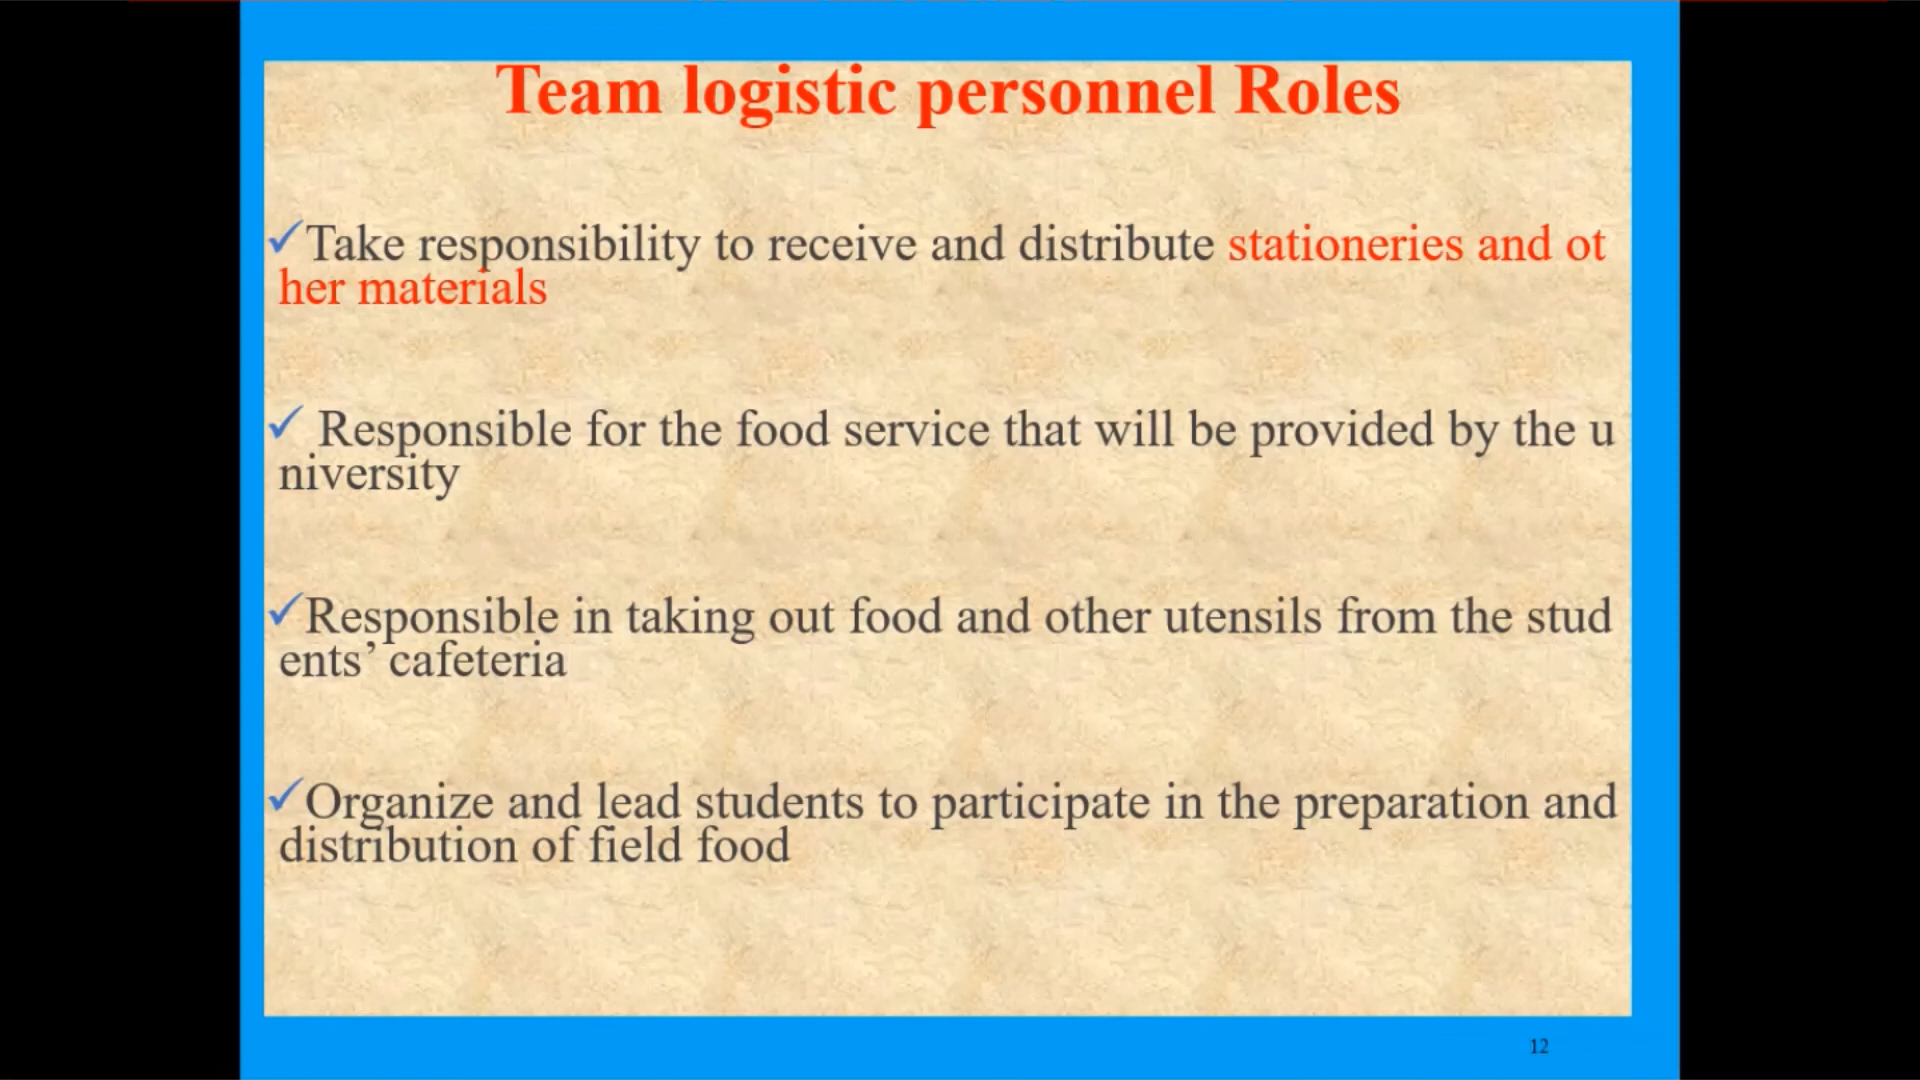 Team logistic personnel Roles
✓Take responsibility to receive and distribute stationeries and ot
her materials
✓ Responsible for the food service that will be provided by the u
niversity
✓Responsible in taking out food and other utensils from the stud
ents’ cafeteria
✓Organize and lead students to participate in the preparation and
distribution of field food
12